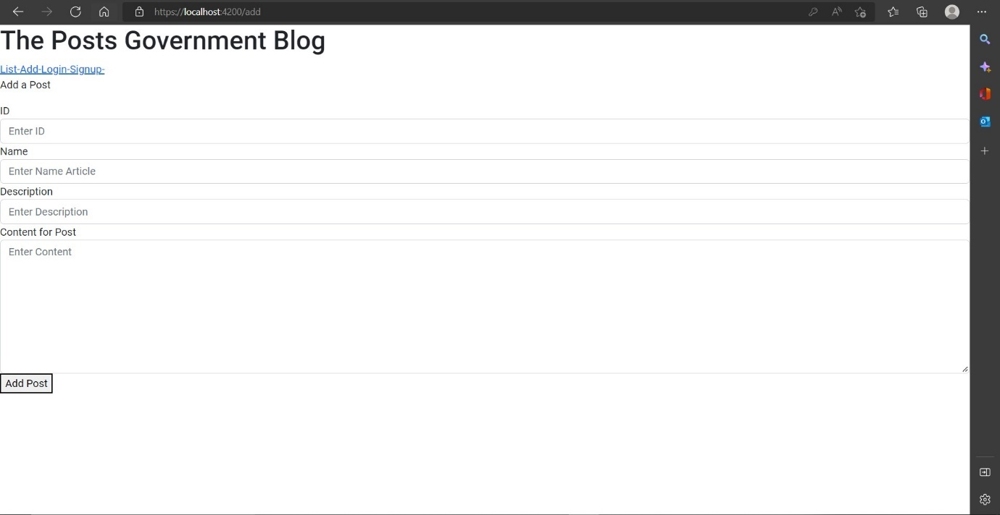 https://localhost:4200/add
The Posts Government Blog
List-Add-Login-Signup-
Add a Post
ID
Enter ID
Name
Enter Name Article
Description
Enter Description
Content for Post
Enter Content
Add Post